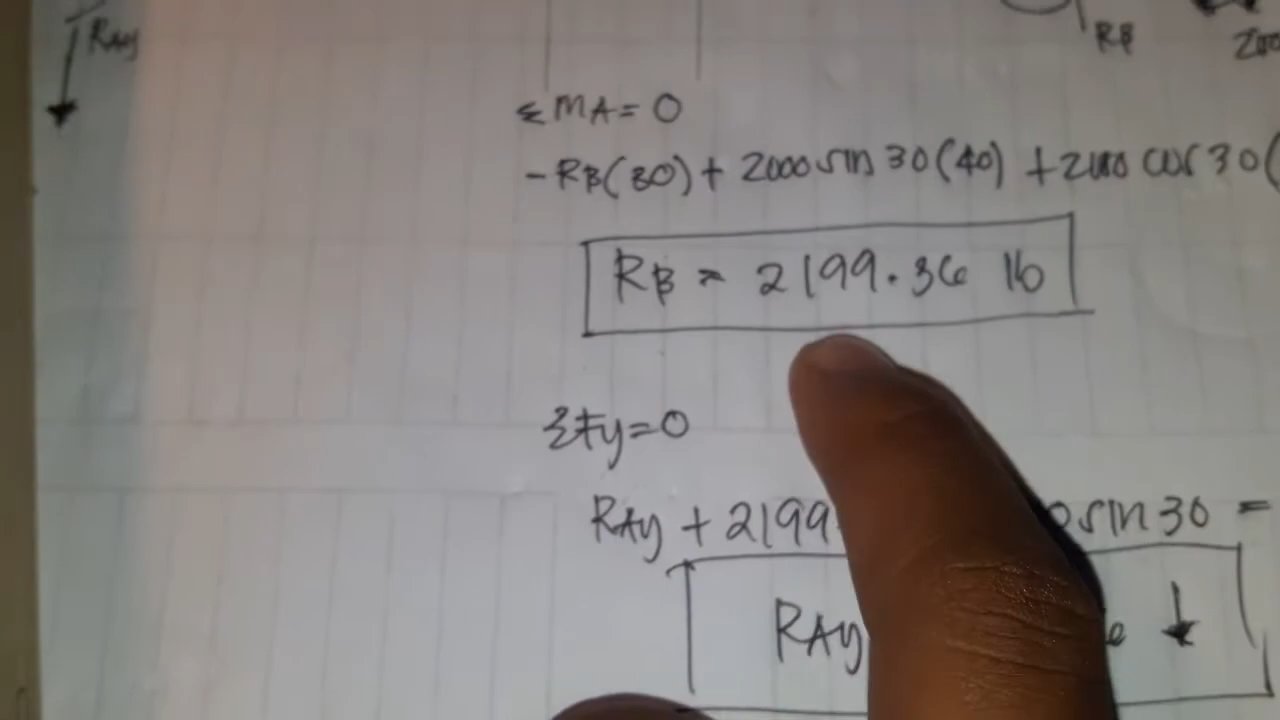 RAy
RB
ΣMA=0
-RB(30)+ 2000 sin 30(40) +2000 cos 30(
RB = 2199.36 lb
ΣFy=0
RAy + 2199 sin 30 =
RAy ↓